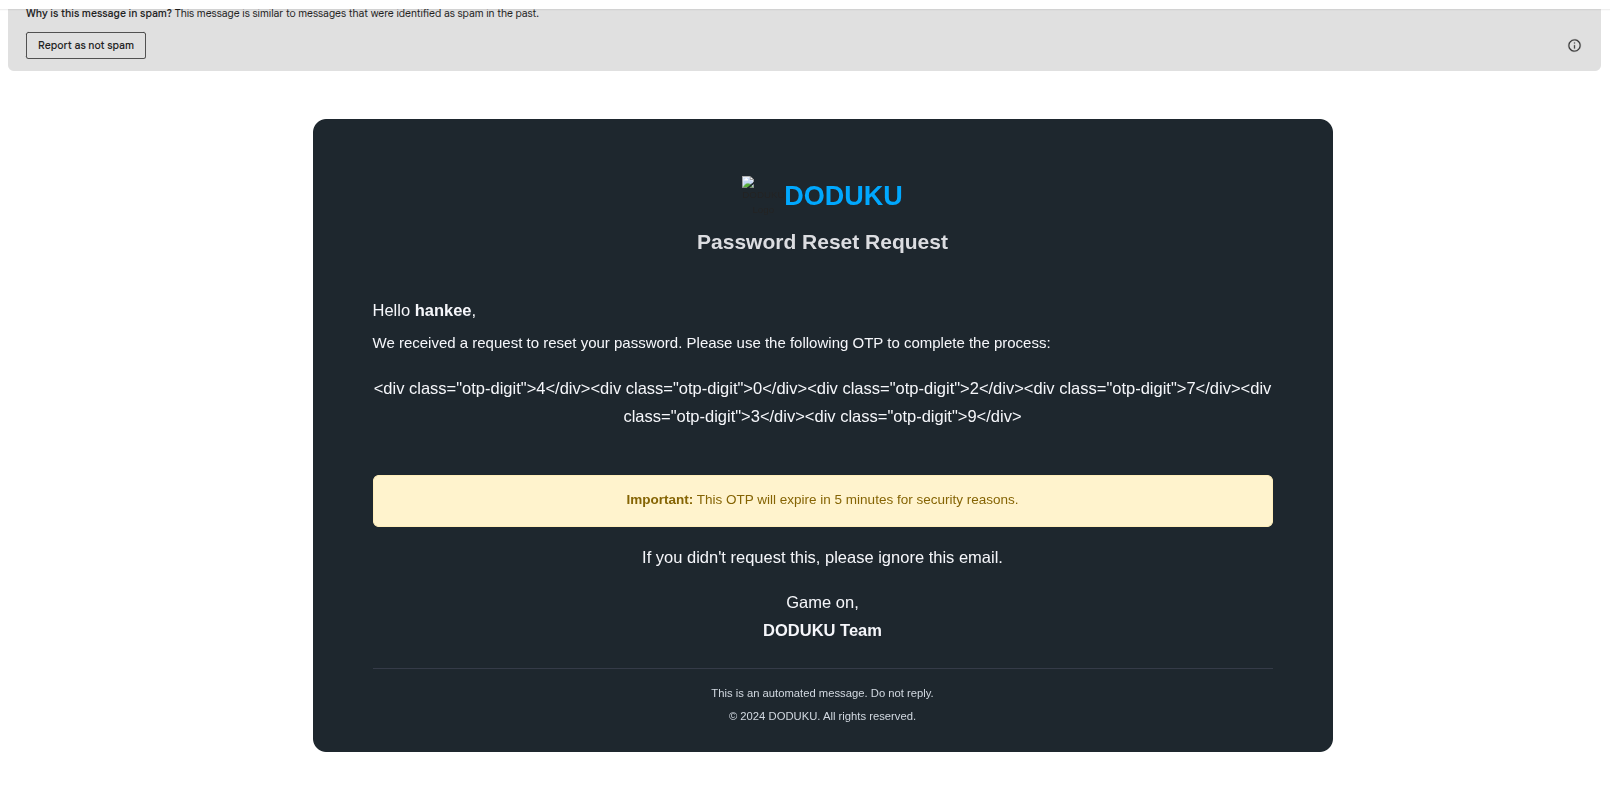 Why is this message in spam? This message is similar to messages that were identified as spam in the past.
Report as not spam
DODUKU
Password Reset Request
Hello hankee,
We received a request to reset your password. Please use the following OTP to complete the process:
<div class="otp-digit">4</div><div class="otp-digit">0</div><div class="otp-digit">2</div><div class="otp-digit">7</div><div
class="otp-digit">3</div><div class="otp-digit">9</div>
Important: This OTP will expire in 5 minutes for security reasons.
If you didn't request this, please ignore this email.
Game on,
DODUKU Team
This is an automated message. Do not reply.
© 2024 DODUKU. All rights reserved.